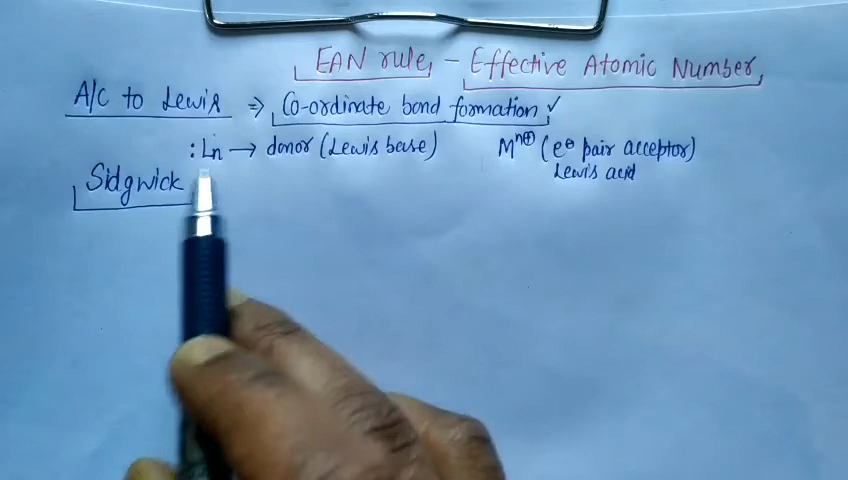 EAN rule, - Effective Atomic Number,
A/c to Lewis ⇒ Co-ordinate bond formation ✓
:Ln → donor (Lewis base) M^n⊕ (e⊖ pair acceptor)
Lewis acid
Sidgwick